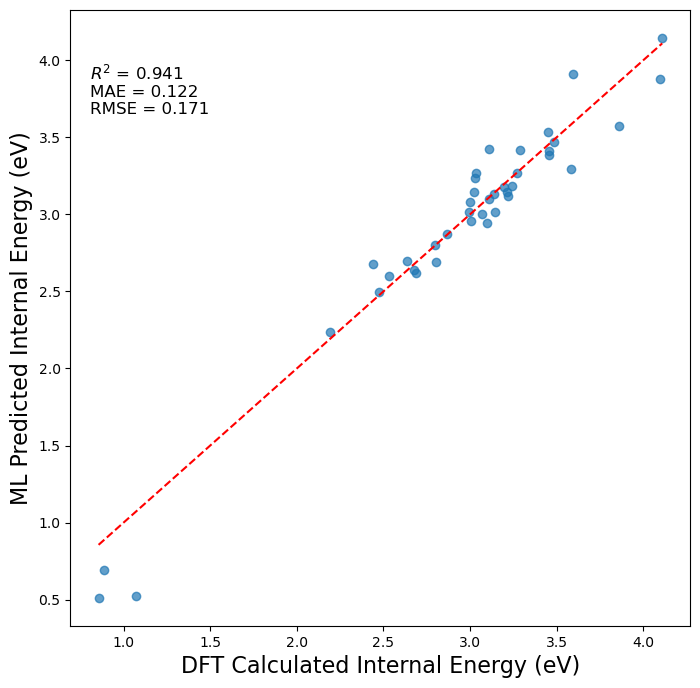 R² = 0.941
MAE = 0.122
RMSE = 0.171
ML Predicted Internal Energy (eV)
4.0
3.5
3.0
2.5
2.0
1.5
1.0
0.5
1.0 1.5 2.0 2.5 3.0 3.5 4.0
DFT Calculated Internal Energy (eV)